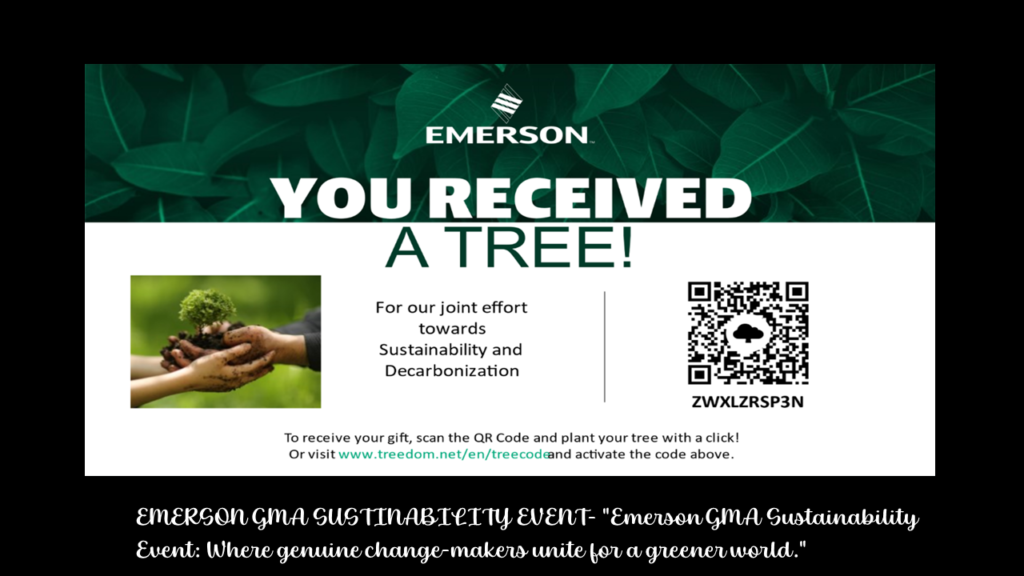 EMERSON
YOU RECEIVED
A TREE!
For our joint effort
towards
Sustainability and
Decarbonization
ZWXLZRSP3N
To receive your gift, scan the QR Code and plant your tree with a click!
Or visit www.treedom.net/en/treecode and activate the code above.
EMERSON GMA SUSTINABILITY EVENT- "Emerson GMA Sustainability
Event: Where genuine change-makers unite for a greener world."